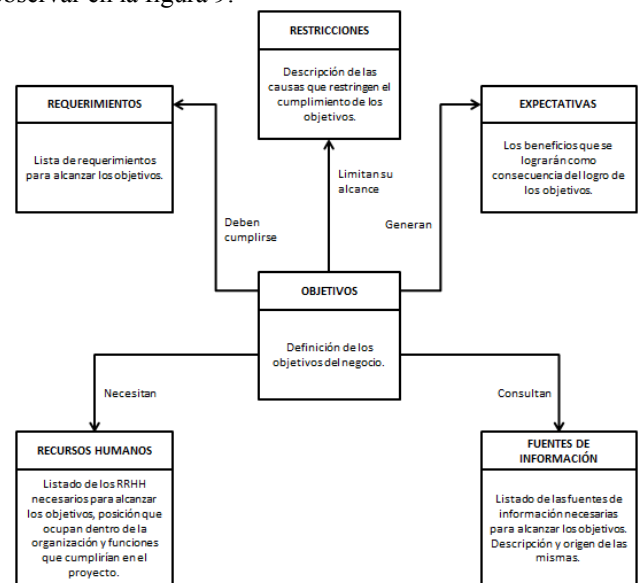 observar en la figura 9.
RESTRICCIONES
Descripción de las
causas que restringen el
cumplimiento de los
objetivos.
REQUERIMIENTOS
Lista de requerimientos
para alcanzar los objetivos.
EXPECTATIVAS
Los beneficios que se
lograrán como
consecuencia del logro de
los objetivos.
Limitan su
alcance
Deben
cumplirse
Generan
OBJETIVOS
Definición de los
objetivos del negocio.
Necesitan
Consultan
RECURSOS HUMANOS
Listado de los RRHH
necesarios para alcanzar
los objetivos, posición que
ocupan dentro de la
organización y funciones
que cumplirían en el
proyecto.
FUENTES DE
INFORMACIÓN
Listado de las fuentes de
información necesarias
para alcanzar los objetivos.
Descripción y origen de las
mismas.